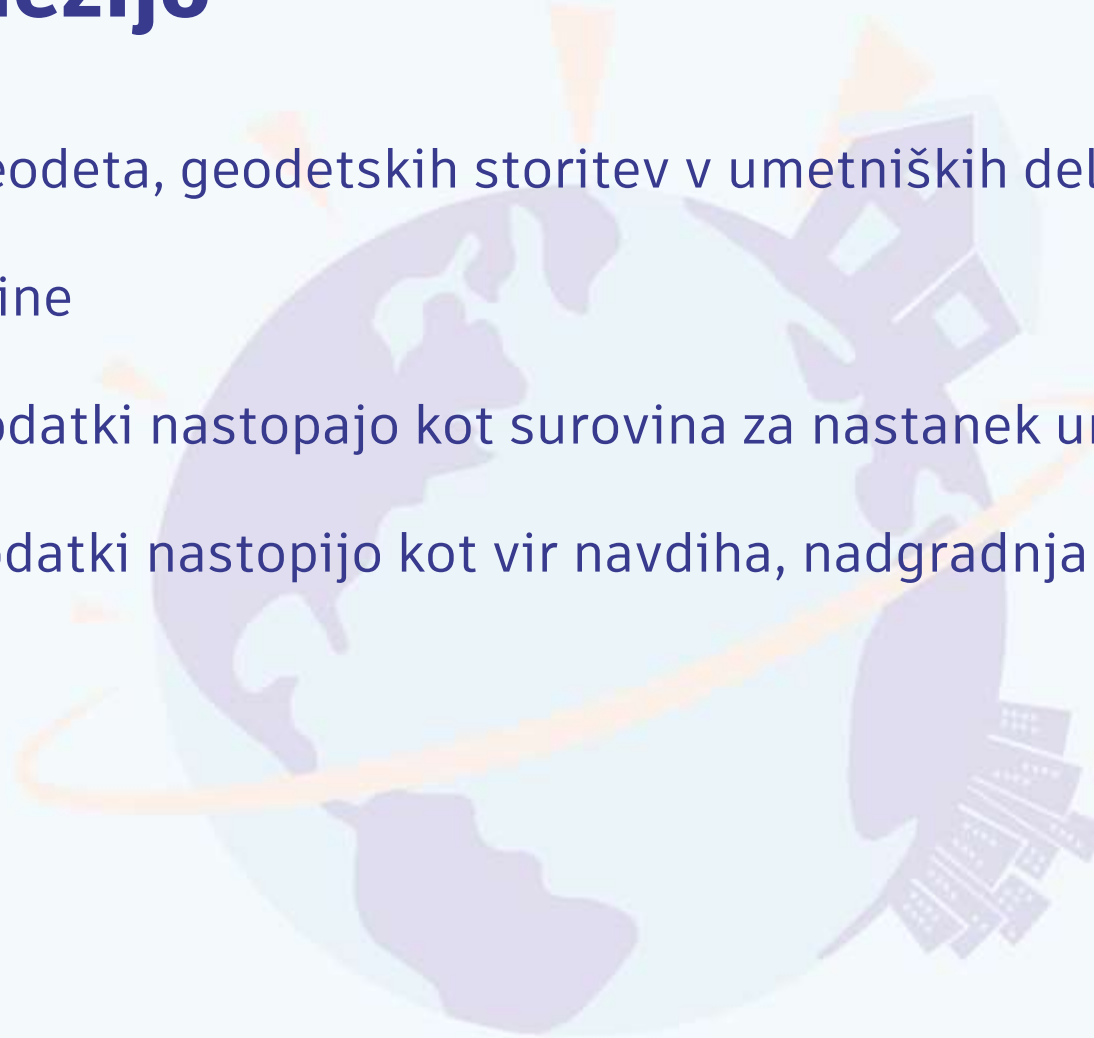 eodeta, geodetskih storitev v umetniških del
ine
odatki nastopajo kot surovina za nastanek
odatki nastopijo kot vir navdiha, nadgradnja